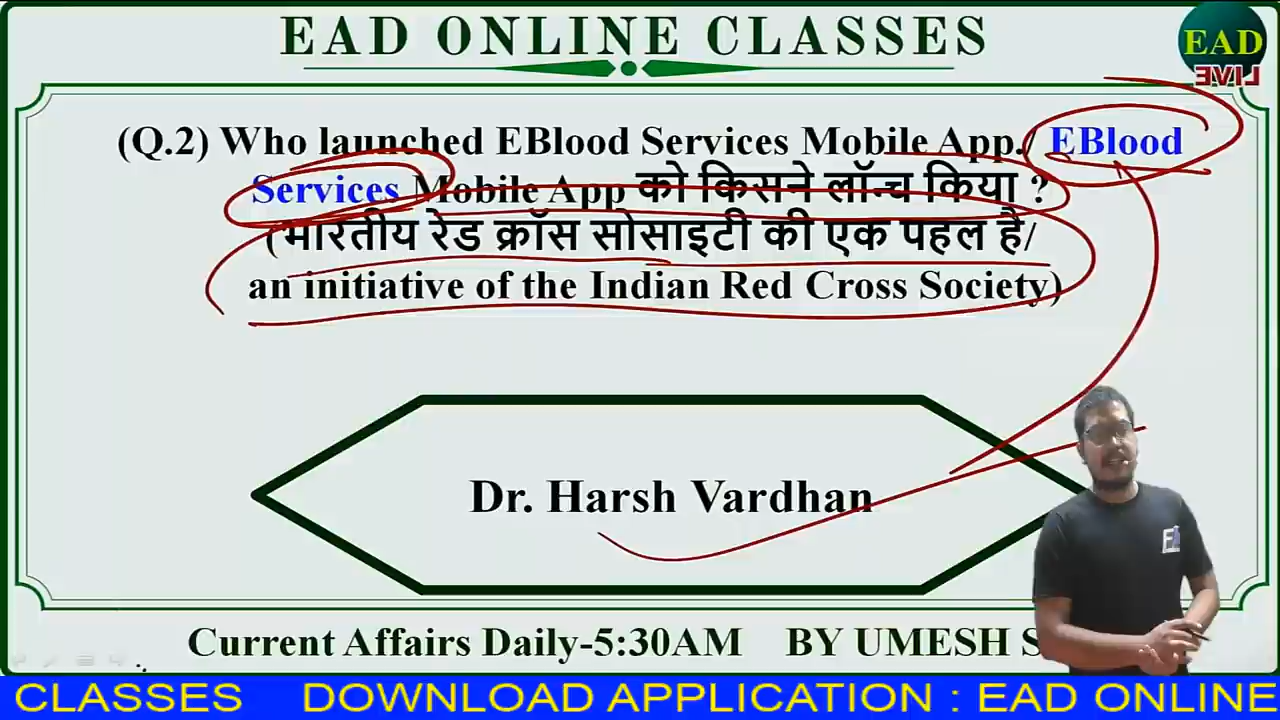 EAD ONLINE CLASSES
EAD
LIVE
(Q.2) Who launched EBlood Services Mobile App./ EBlood
Services Mobile App को किसने लॉन्च किया ?
(भारतीय रेड क्रॉस सोसाइटी की एक पहल है/
an initiative of the Indian Red Cross Society)
Dr. Harsh Vardhan
Current Affairs Daily-5:30AM BY UMESH S
CLASSES DOWNLOAD APPLICATION : EAD ONLINE